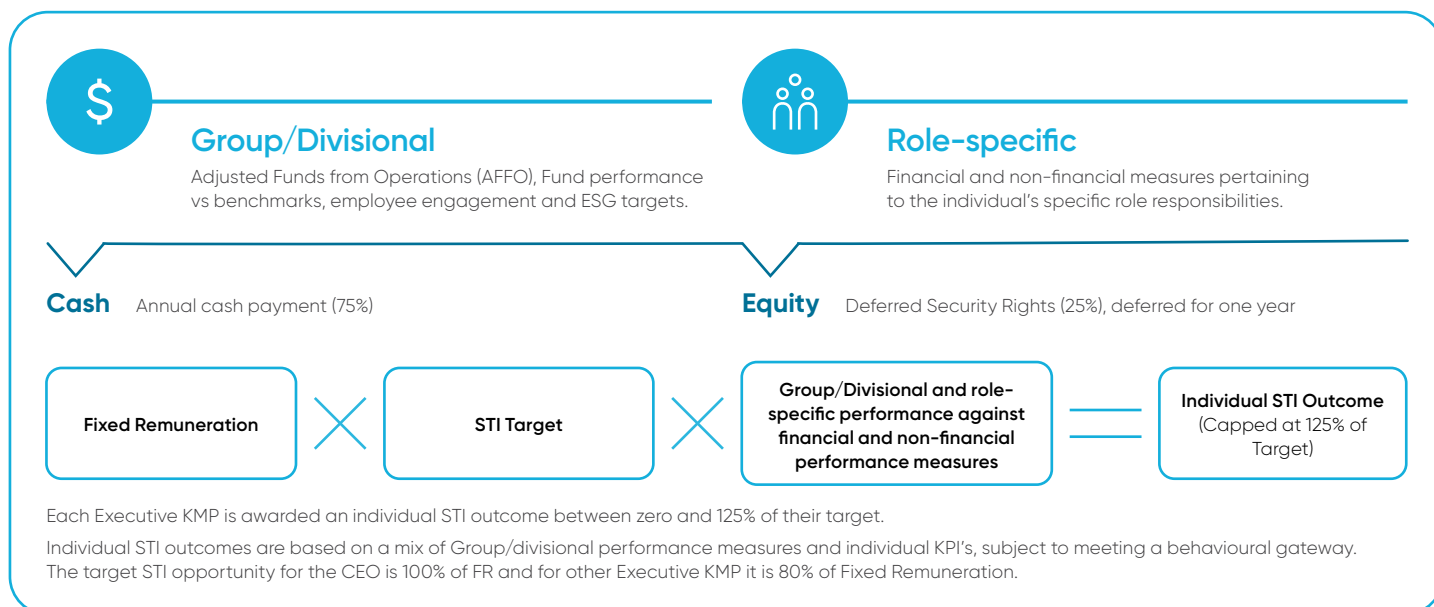 $
Group/Divisional
Adjusted Funds from Operations (AFFO), Fund performance
vs benchmarks, employee engagement and ESG targets.
Role-specific
Financial and non-financial measures pertaining
to the individual's specific role responsibilities.
Cash Annual cash payment (75%)
Equity Deferred Security Rights (25%), deferred for one year
Fixed Remuneration
STI Target
Group/Divisional and role-
specific performance against
financial and non-financial
performance measures
Individual STI Outcome
(Capped at 125% of
Target)
Each Executive KMP is awarded an individual STI outcome between zero and 125% of their target.
Individual STI outcomes are based on a mix of Group/divisional performance measures and individual KPI's, subject to meeting a behavioural gateway.
The target STI opportunity for the CEO is 100% of FR and for other Executive KMP it is 80% of Fixed Remuneration.